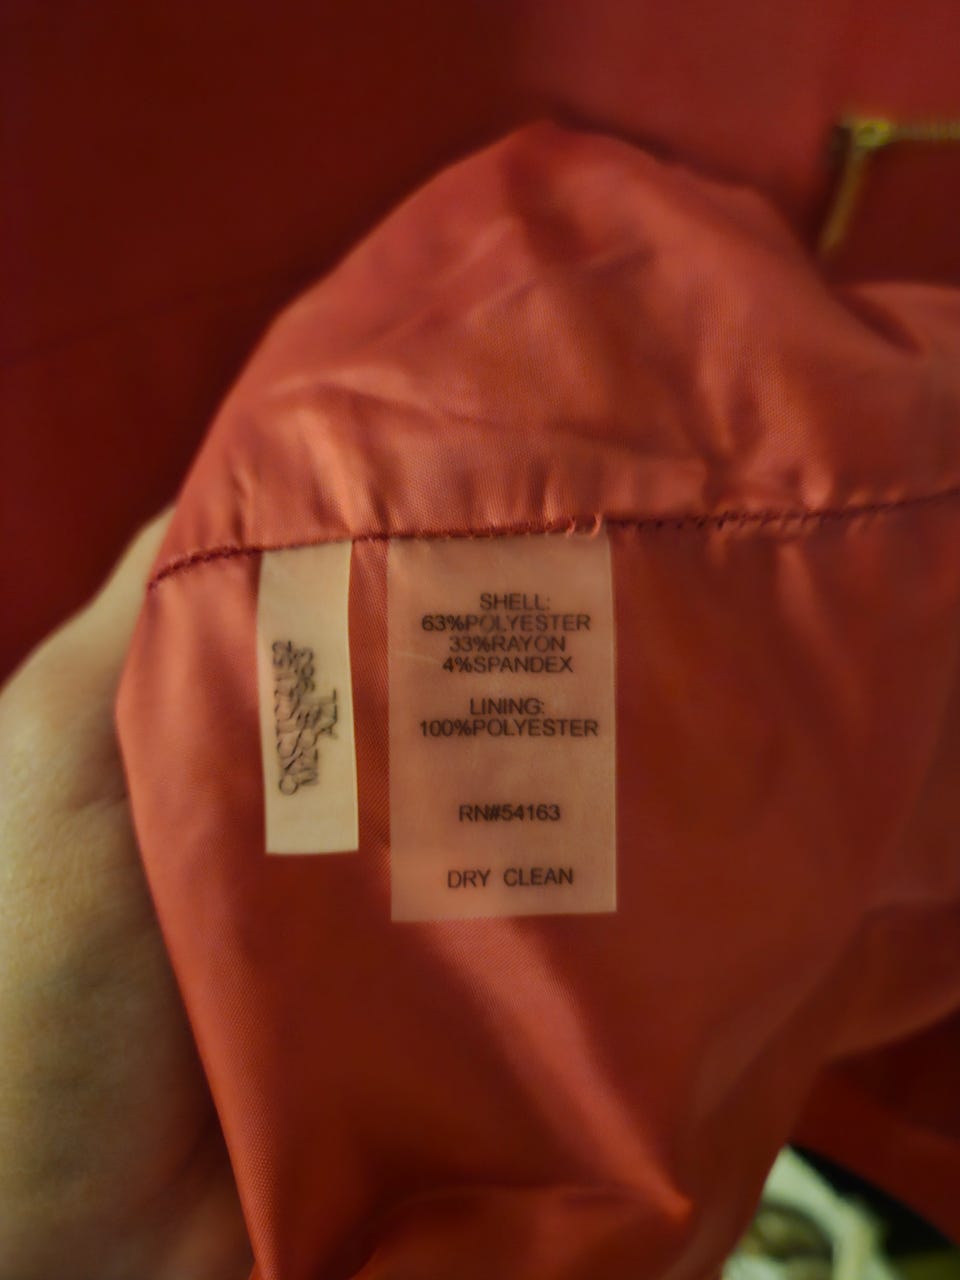 SHELL:
63%POLYESTER
33%RAYON
4%SPANDEX
LINING:
100%POLYESTER
RN#54163
DRY CLEAN